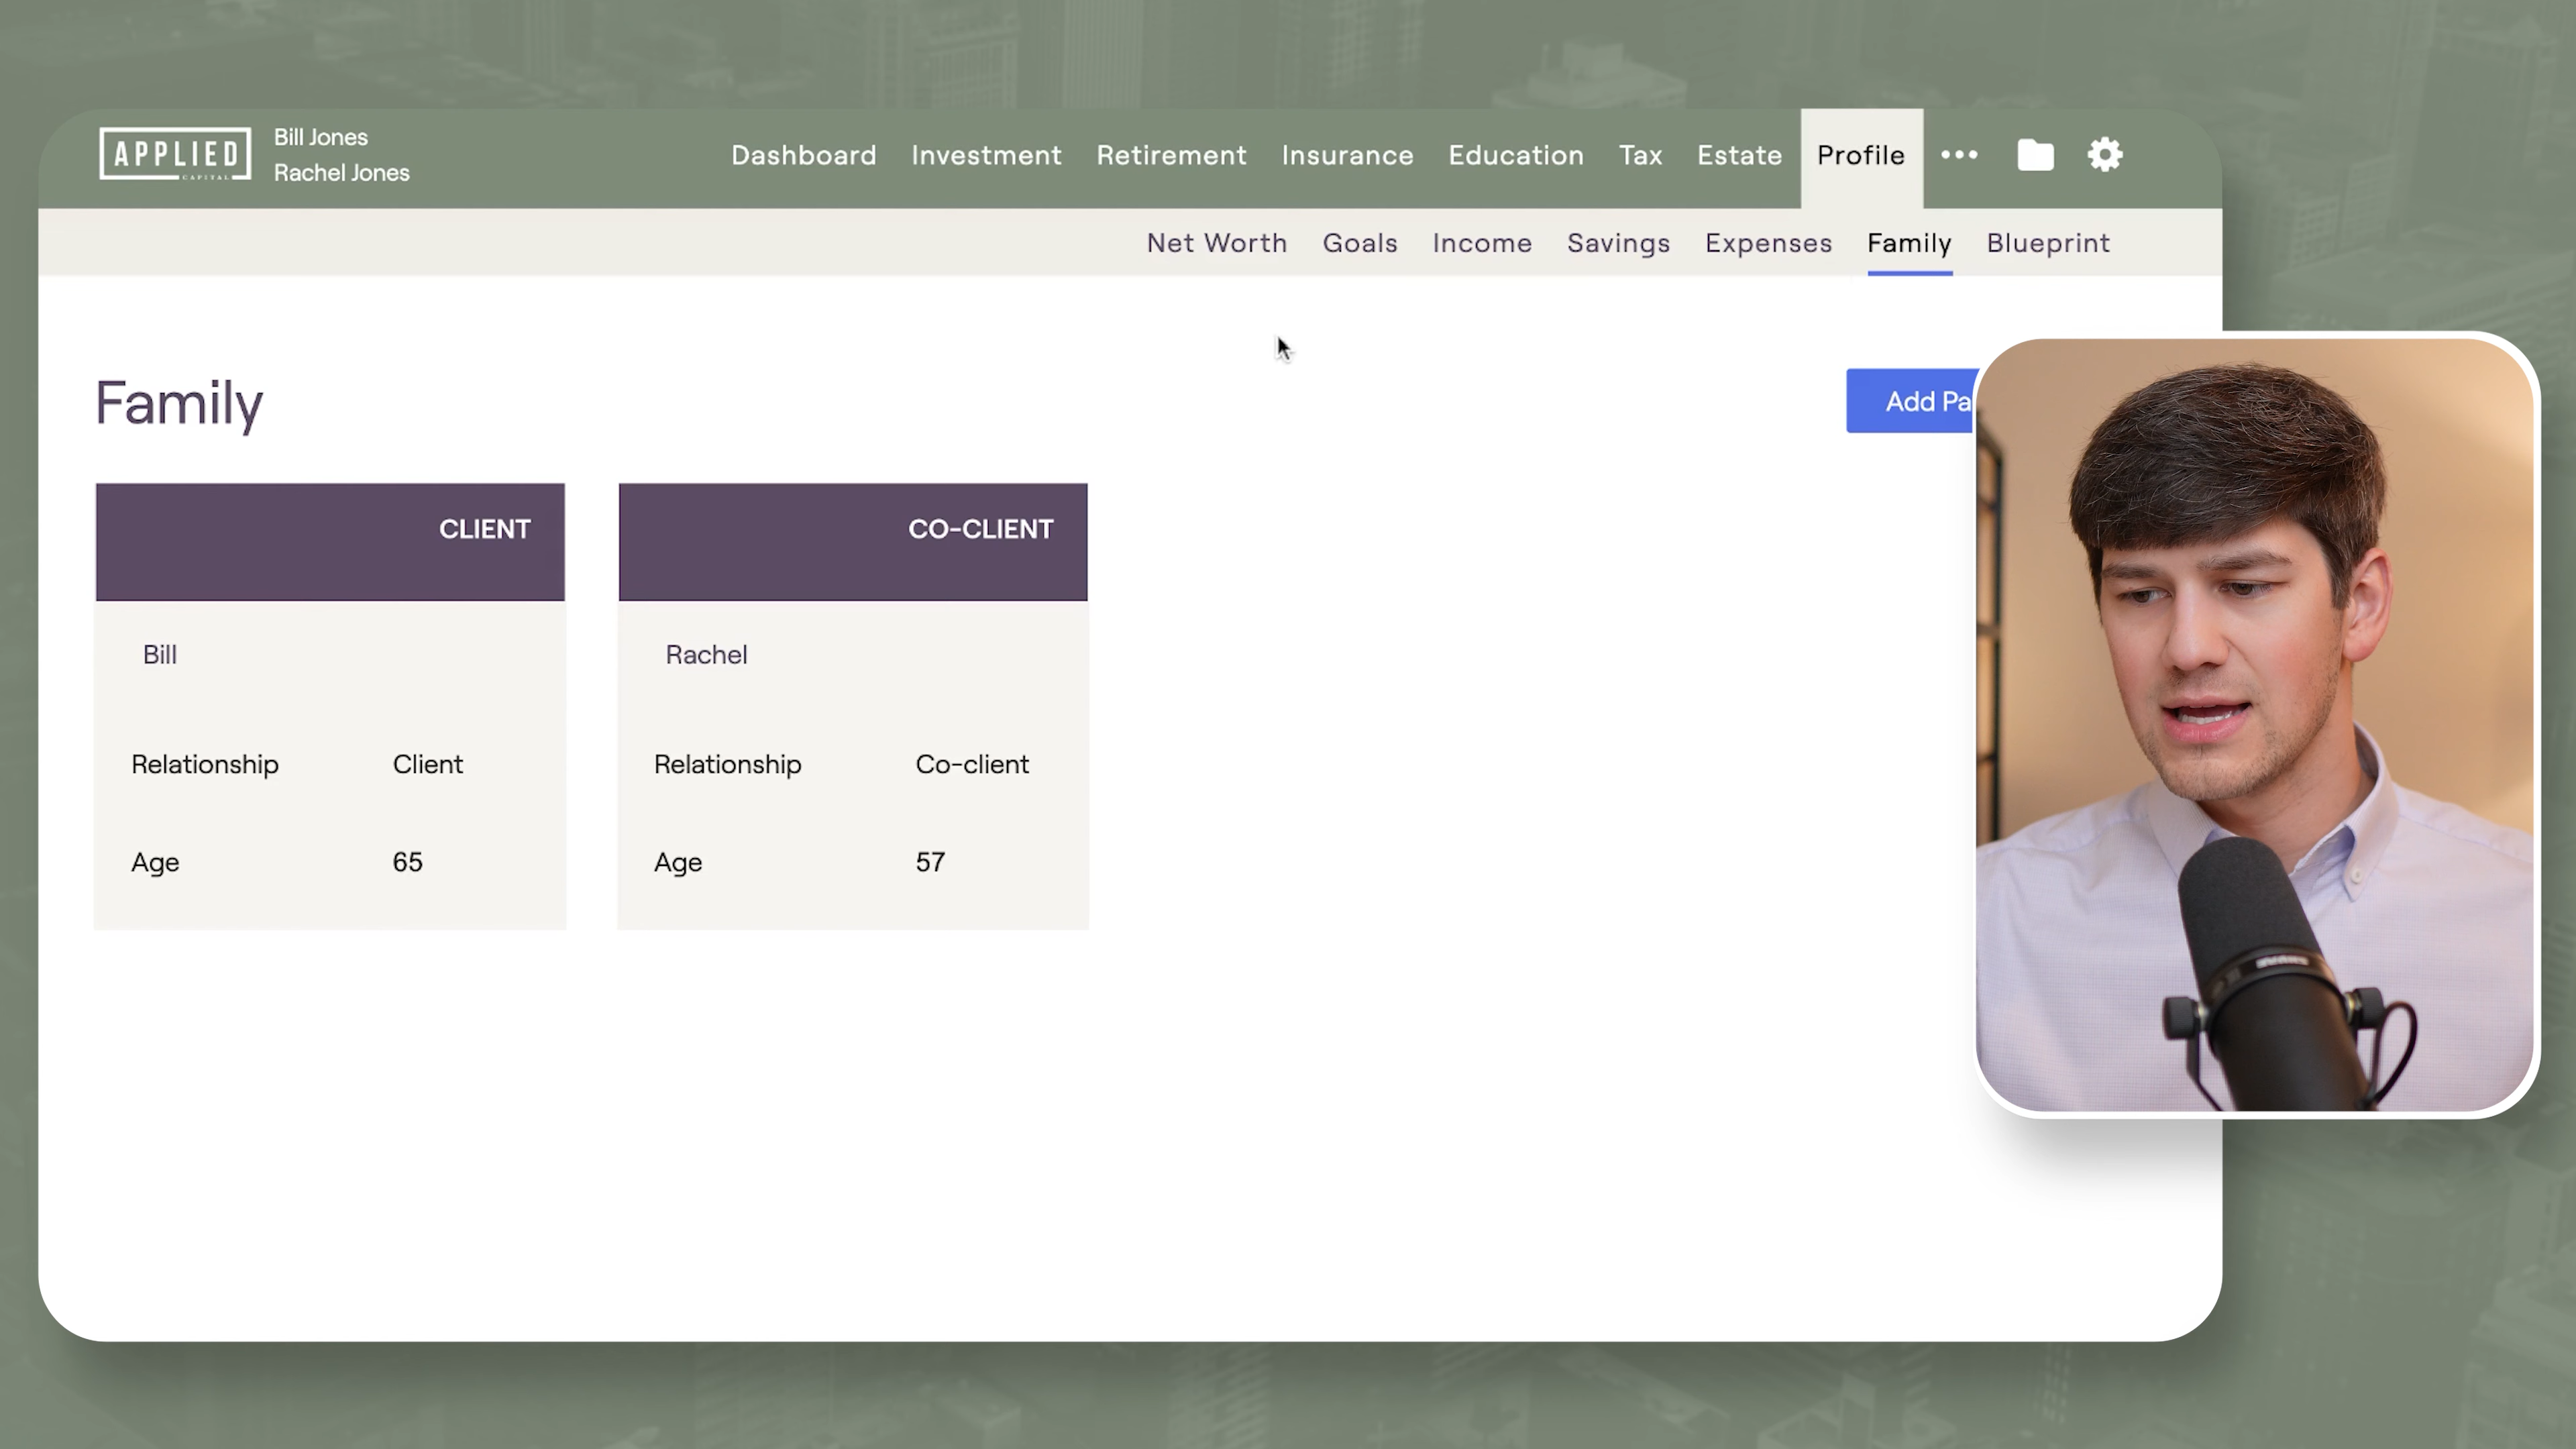 APPLIED
CAPITAL
Bill Jones
Rachel Jones
Dashboard Investment Retirement Insurance Education Tax Estate Profile
Net Worth Goals Income Savings Expenses Family Blueprint
Family
Add Pa
CLIENT
Bill
Relationship Client
Age 65
CO-CLIENT
Rachel
Relationship Co-client
Age 57